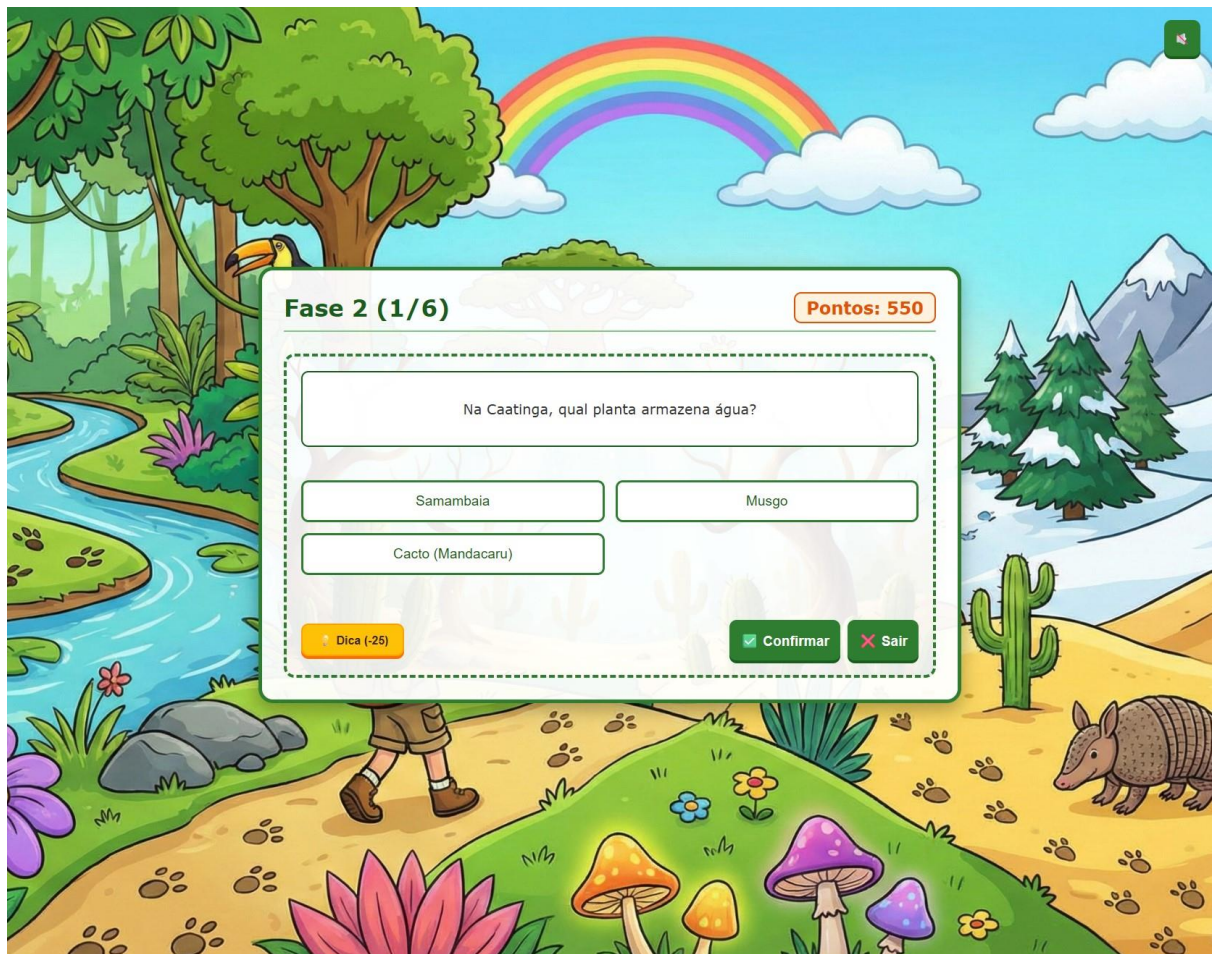 Fase 2 (1/6)
Pontos: 550
Na Caatinga, qual planta armazena água?
Samambaia
Musgo
Cacto (Mandacaru)
Dica (-25)
Confirmar
Sair